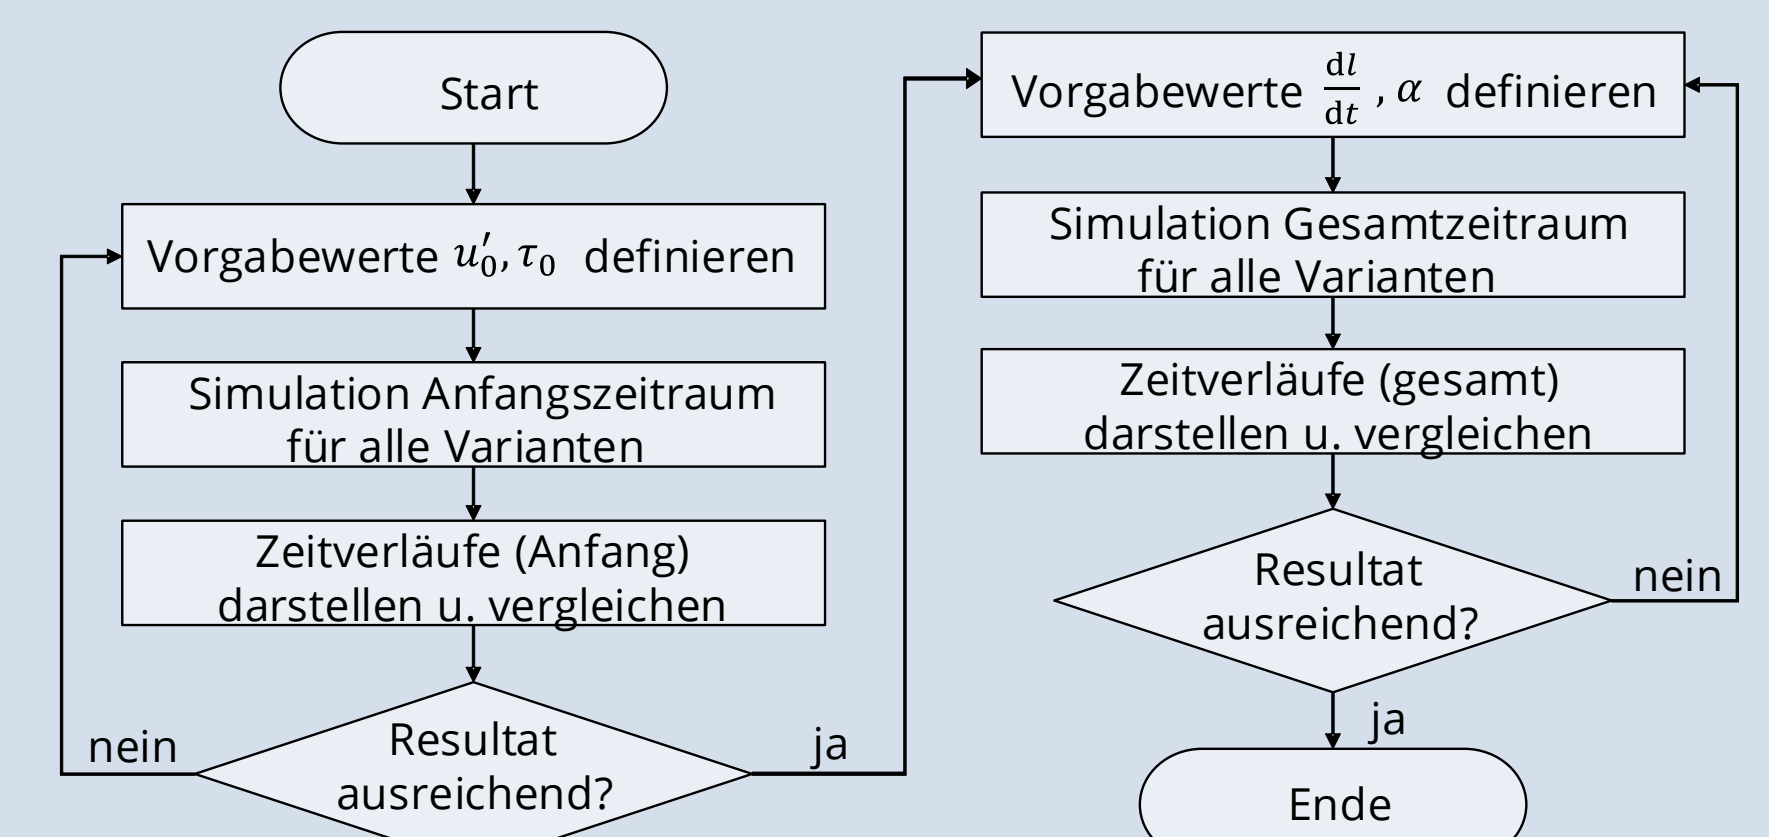 Start
Vorgabewerte u′₀, τ₀ definieren
Simulation Anfangszeitraum
für alle Varianten
Zeitverläufe (Anfang)
darstellen u. vergleichen
Resultat
ausreichend?
nein
ja
Vorgabewerte dl/dt , α definieren
Simulation Gesamtzeitraum
für alle Varianten
Zeitverläufe (gesamt)
darstellen u. vergleichen
Resultat
ausreichend?
nein
ja
Ende